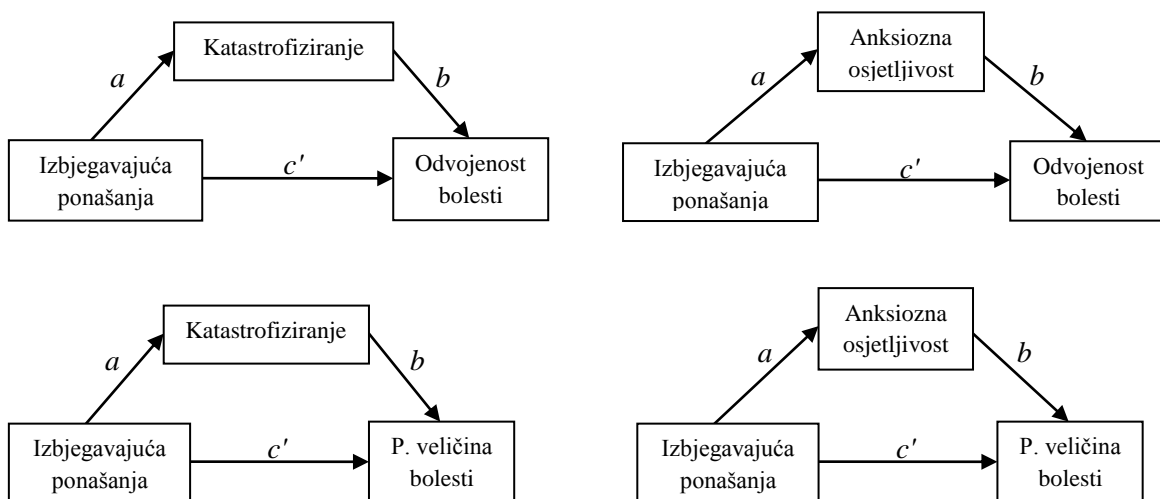 Katastrofiziranje
a
b
Izbjegavajuća
ponašanja
c'
Odvojenost
bolesti
Anksiozna
osjetljivost
a
b
Izbjegavajuća
ponašanja
c'
Odvojenost
bolesti
Katastrofiziranje
a
b
Izbjegavajuća
ponašanja
c'
P. veličina
bolesti
Anksiozna
osjetljivost
a
b
Izbjegavajuća
ponašanja
c'
P. veličina
bolesti